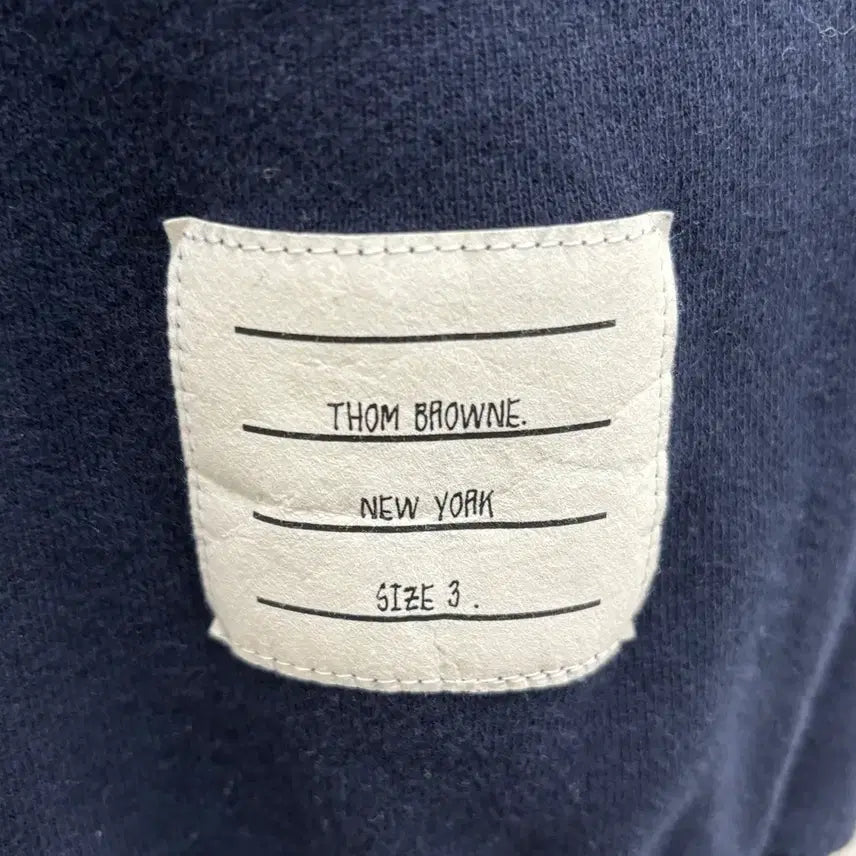 THOM BROWNE.
NEW YORK
SIZE 3.